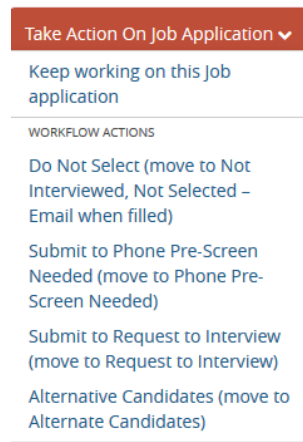 Take Action On Job Application
Keep working on this Job
application
WORKFLOW ACTIONS
Do Not Select (move to Not
Interviewed, Not Selected –
Email when filled)
Submit to Phone Pre-Screen
Needed (move to Phone Pre-
Screen Needed)
Submit to Request to Interview
(move to Request to Interview)
Alternative Candidates (move to
Alternate Candidates)